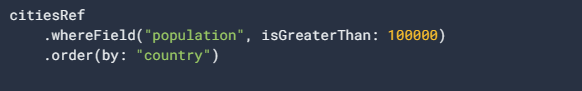 citiesRef
    .whereField("population", isGreaterThan: 100000)
    .order(by: "country")